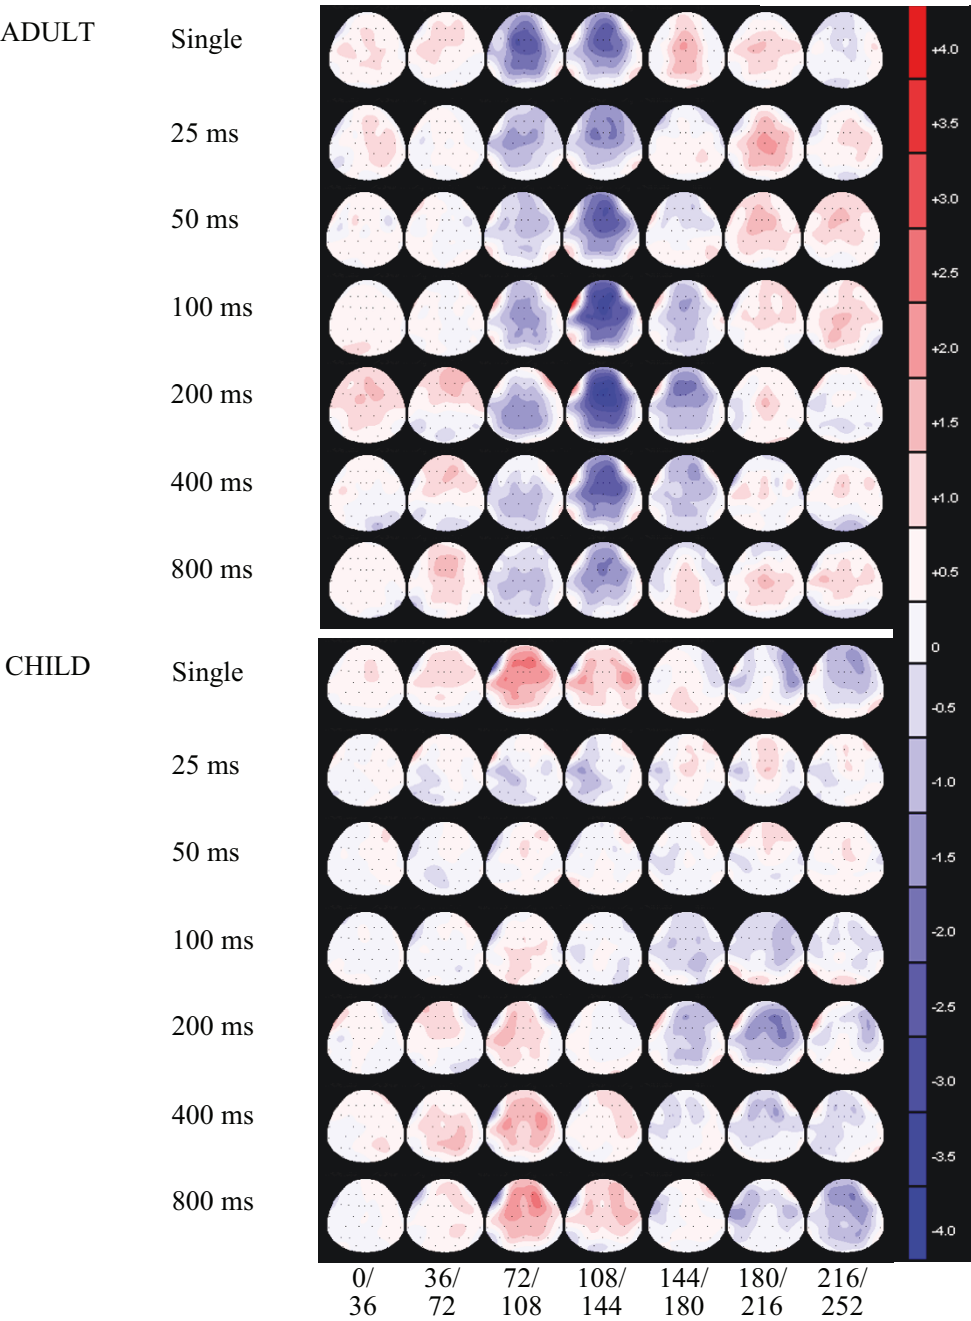 ADULT
Single
25 ms
50 ms
100 ms
200 ms
400 ms
800 ms
CHILD
Single
25 ms
50 ms
100 ms
200 ms
400 ms
800 ms
0/ 36/ 72/ 108/ 144/ 180/ 216/
36 72 108 144 180 216 252
+4.0
+3.5
+3.0
+2.5
+2.0
+1.5
+1.0
+0.5
0
-0.5
-1.0
-1.5
-2.0
-2.5
-3.0
-3.5
-4.0